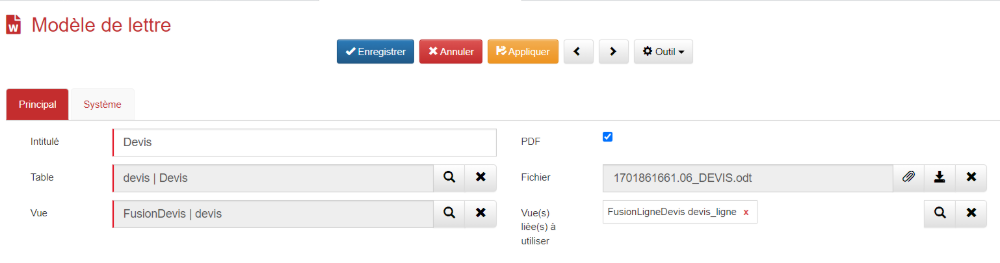 Modèle de lettre
Enregistrer Annuler Appliquer Outil
Principal Système
Intitulé Devis PDF
Table devis | Devis Fichier 1701861661.06_DEVIS.odt
Vue FusionDevis | devis Vue(s) liée(s) à utiliser FusionLigneDevis devis_ligne x